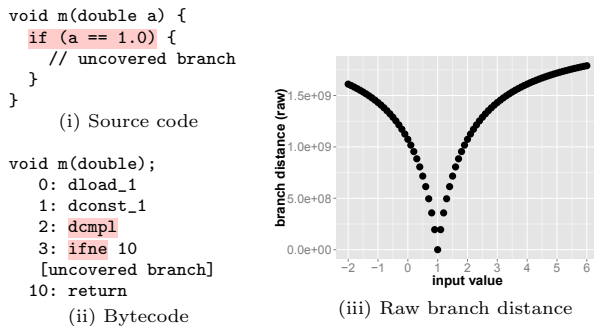 void m(double a) {
if (a == 1.0) {
// uncovered branch
}
}
(i) Source code
void m(double);
0: dload_1
1: dconst_1
2: dcmpl
3: ifne 10
[uncovered branch]
10: return
(ii) Bytecode
branch distance (raw)
1.5e+09
1.0e+09
5.0e+08
0.0e+00
−2 −1 0 1 2 3 4 5 6
input value
(iii) Raw branch distance